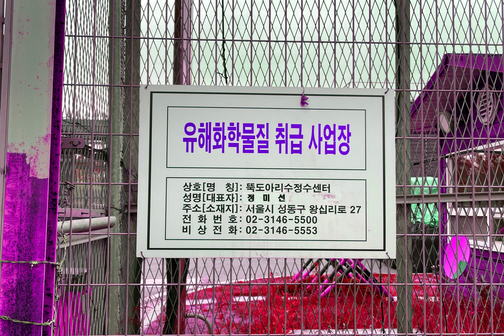 유해화학물질 취급 사업장
상호[명 칭]: 뚝도아리수정수센터
성명[대표자]: 정 미 선
주소[소재지]: 서울시 성동구 왕십리로 27
전 화 번 호: 02-3146-5500
비 상 전 화: 02-3146-5553